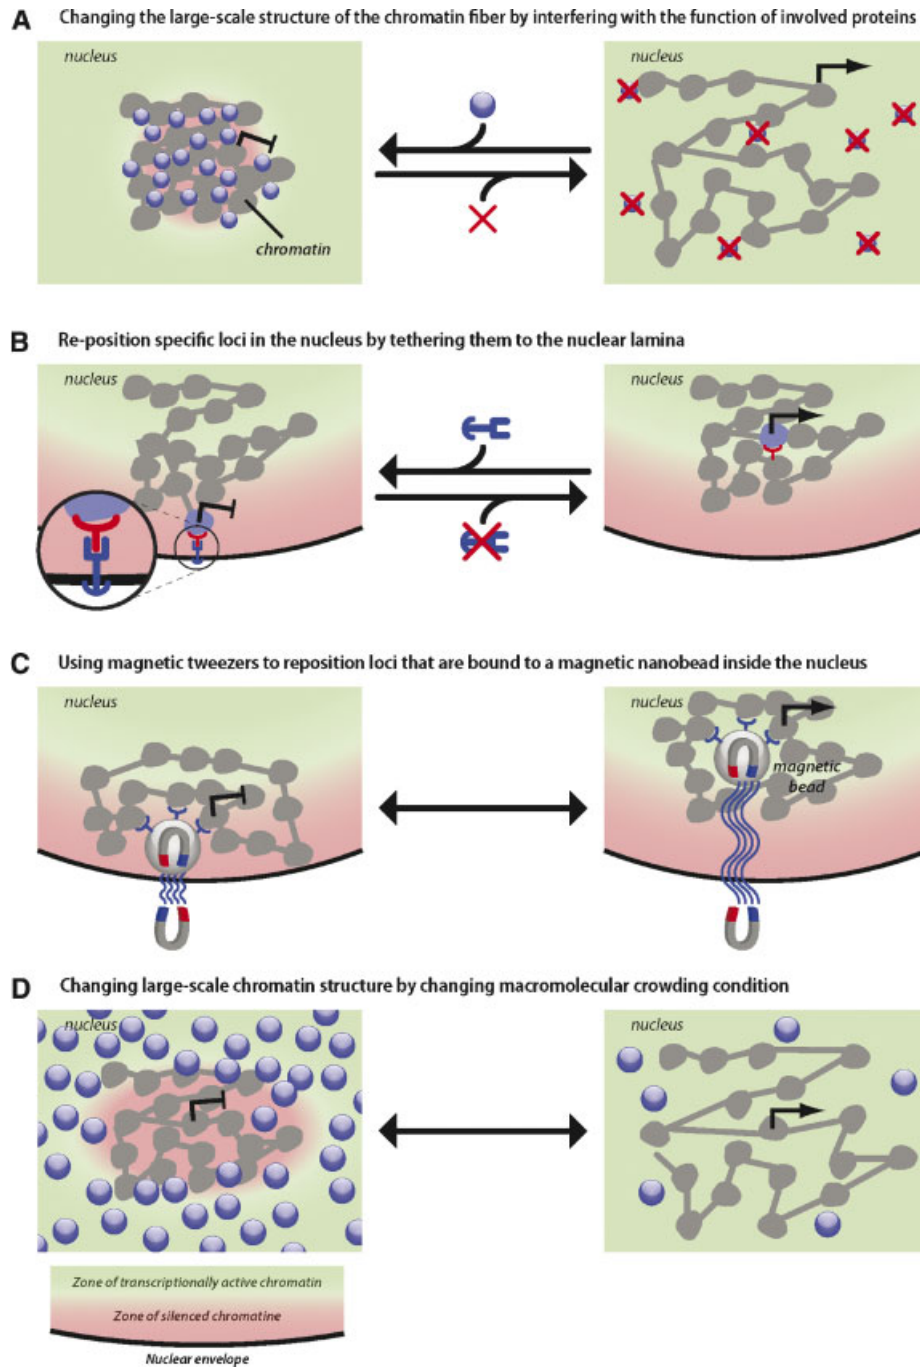 A Changing the large-scale structure of the chromatin fiber by interfering with the function of involved proteins
nucleus
nucleus
chromatin
B Re-position specific loci in the nucleus by tethering them to the nuclear lamina
nucleus
nucleus
C Using magnetic tweezers to reposition loci that are bound to a magnetic nanobead inside the nucleus
nucleus
nucleus
magnetic
bead
D Changing large-scale chromatin structure by changing macromolecular crowding condition
nucleus
nucleus
Zone of transcriptionally active chromatin
Zone of silenced chromatine
Nuclear envelope